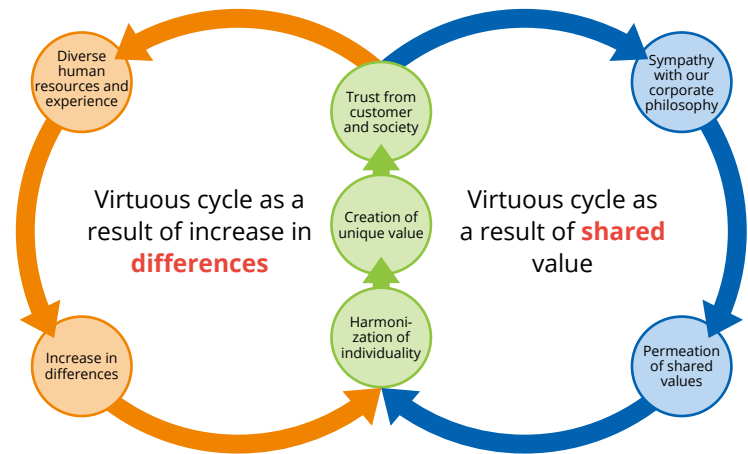 Diverse
human
resources and
experience
Increase in
differences
Virtuous cycle as a
result of increase in
differences
Trust from
customer
and society
Creation of
unique value
Harmoni-
zation of
individuality
Virtuous cycle as
a result of shared
value
Sympathy
with our
corporate
philosophy
Permeation
of shared
values